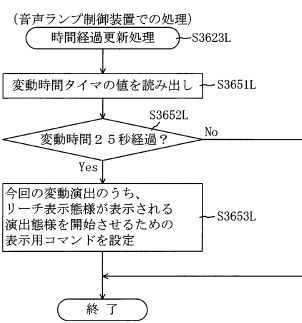 (音声ランプ制御装置での処理)
時間経過更新処理
S3623L
変動時間タイマの値を読み出し
S3651L
S3652L
変動時間25秒経過?
No
Yes
今回の変動演出のうち、
リーチ表示態様が表示される
演出態様を開始させるための
表示用コマンドを設定
S3653L
終了